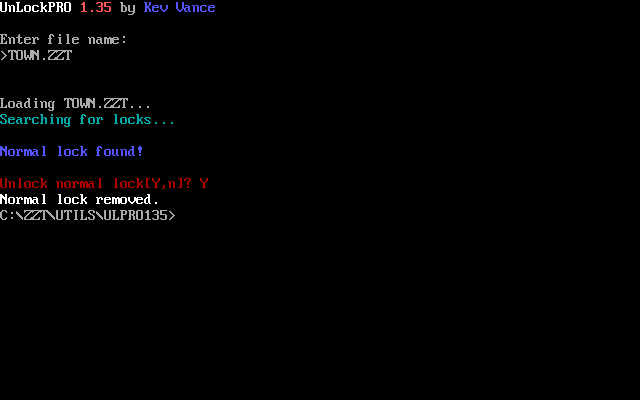 UnLockPRO 1.35 by Kev Vance
Enter file name:
>TOWN.ZZT
Loading TOWN.ZZT...
Searching for locks...
Normal lock found!
Unlock normal lock[Y,n]? Y
Normal lock removed.
C:\ZZT\UTILS\ULPRO135>